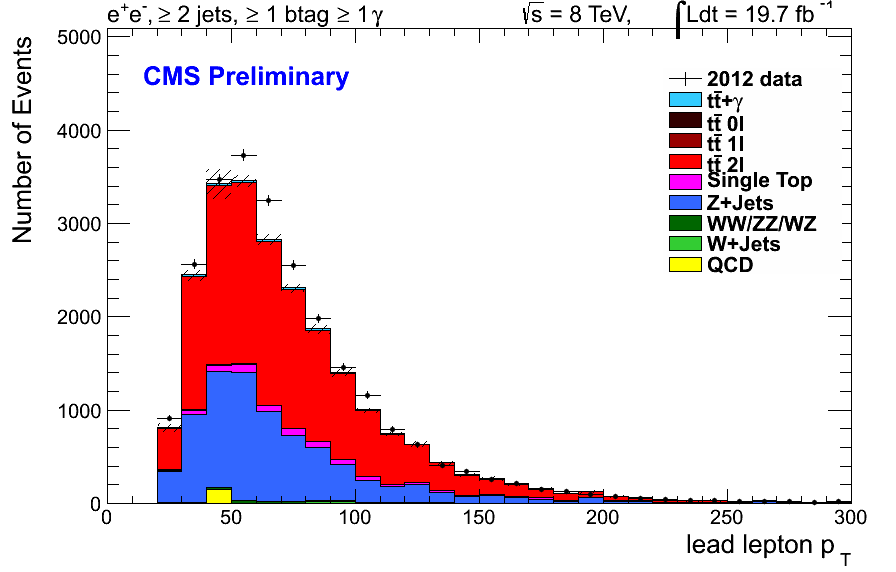 e⁺e⁻, ≥ 2 jets, ≥ 1 btag ≥ 1 γ √s = 8 TeV, ∫Ldt = 19.7 fb⁻¹
CMS Preliminary
Number of Events
5000
4000
3000
2000
1000
0
2012 data
tt̄+γ
tt̄ 0l
tt̄ 1l
tt̄ 2l
Single Top
Z+Jets
WW/ZZ/WZ
W+Jets
QCD
0 50 100 150 200 250 300
lead lepton p_T